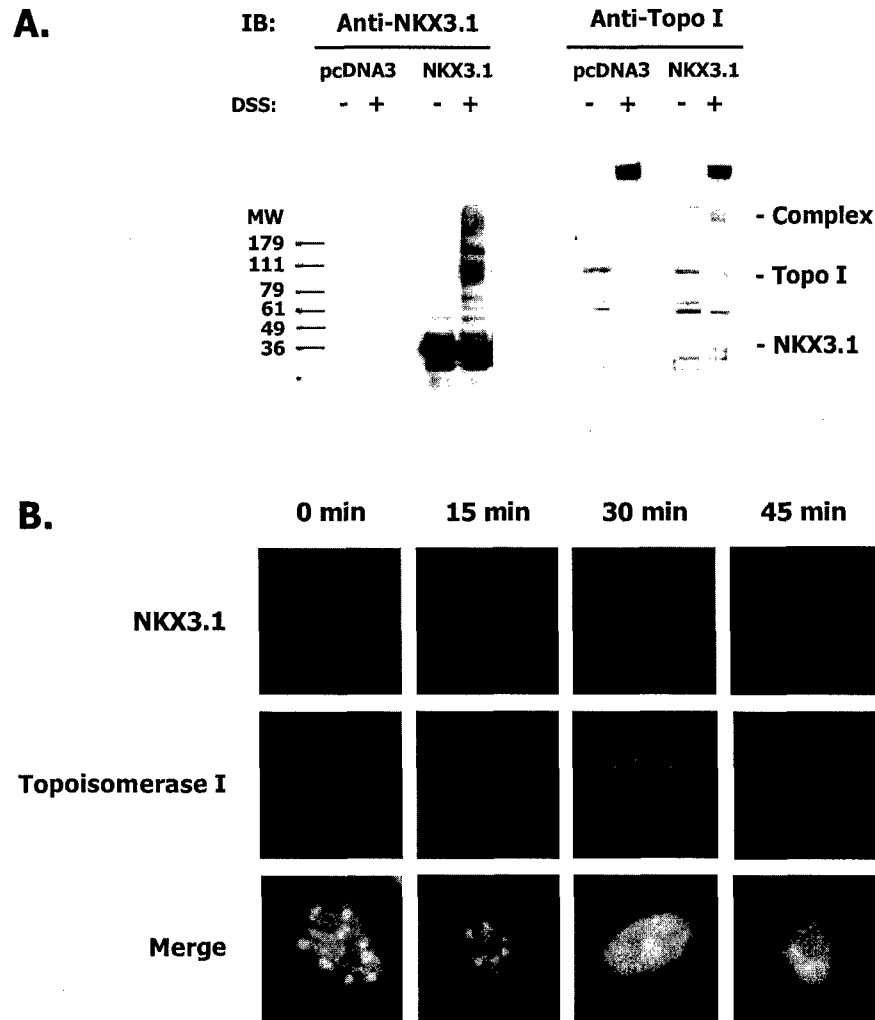 A.
IB: Anti-NKX3.1 Anti-Topo I
pcDNA3 NKX3.1 pcDNA3 NKX3.1
DSS: - + - + - + - +
MW
179
111
79
61
49
36
- Complex
- Topo I
- NKX3.1
B.
0 min 15 min 30 min 45 min
NKX3.1
Topoisomerase I
Merge